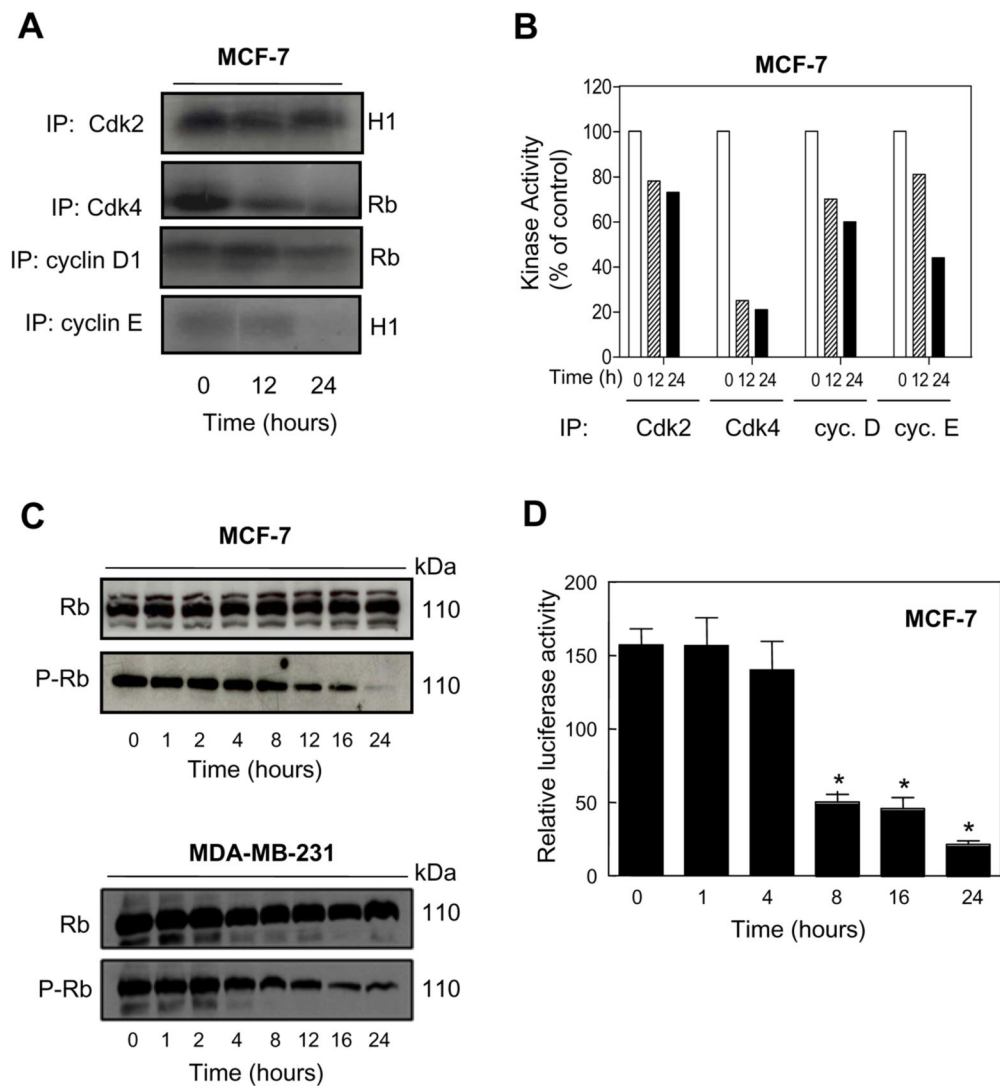 A
MCF-7
IP: Cdk2
H1
IP: Cdk4
Rb
IP: cyclin D1
Rb
IP: cyclin E
H1
0 12 24
Time (hours)
B
MCF-7
Kinase Activity
(% of control)
120
100
80
60
40
20
0
Time (h) 0 12 24 0 12 24 0 12 24 0 12 24
IP: Cdk2 Cdk4 cyc. D cyc. E
C
MCF-7
kDa
Rb 110
P-Rb 110
0 1 2 4 8 12 16 24
Time (hours)
MDA-MB-231
kDa
Rb 110
P-Rb 110
0 1 2 4 8 12 16 24
Time (hours)
D
MCF-7
Relative luciferase activity
200
150
100
50
0
* * *
0 1 4 8 16 24
Time (hours)